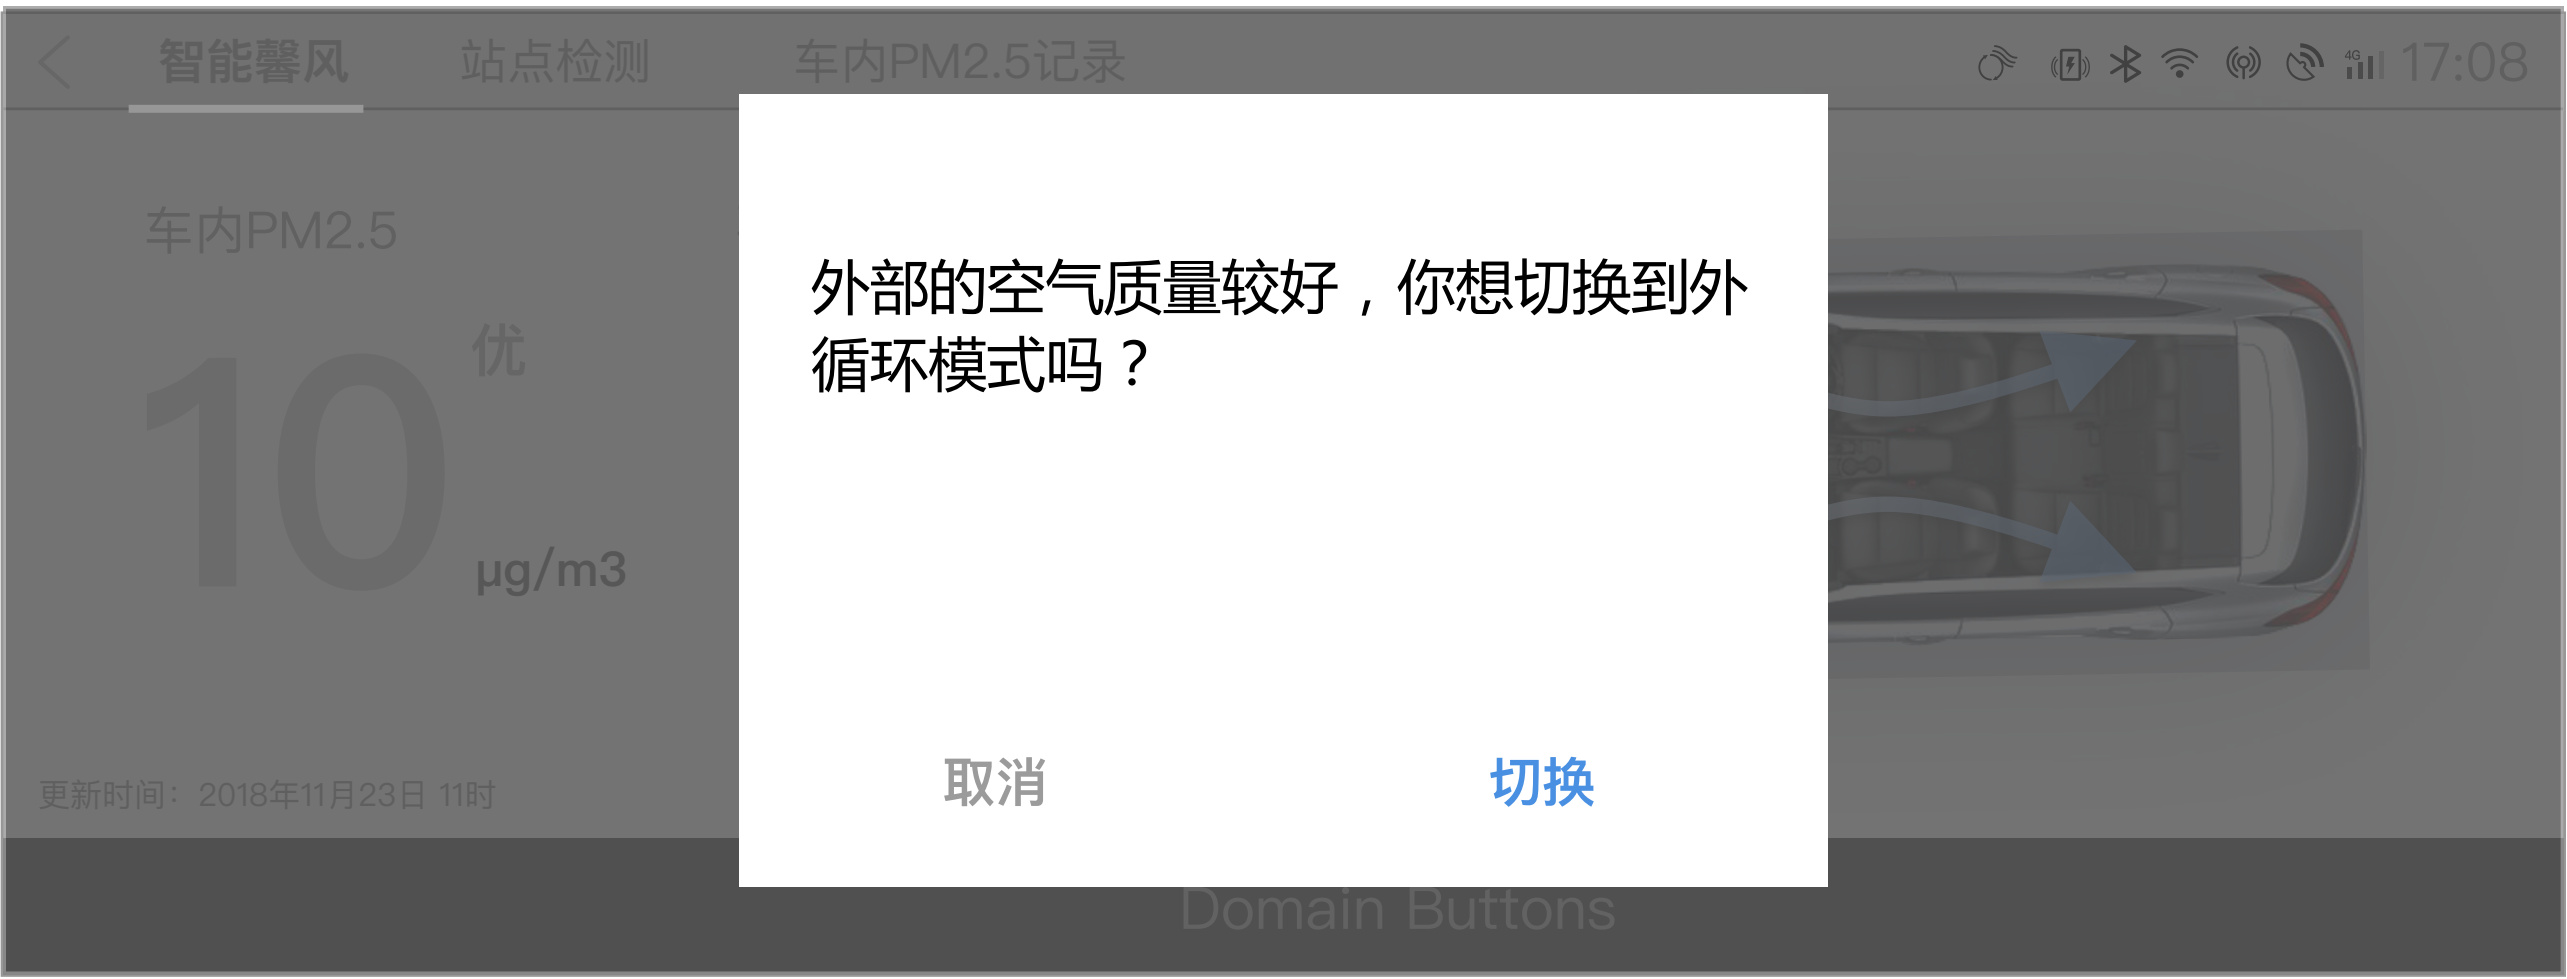 智能馨风 站点检测 车内PM2.5记录 4G 17:08
车内PM2.5
外部的空气质量较好，你想切换到外
循环模式吗？
优
10
μg/m3
取消 切换
更新时间：2018年11月23日 11时
Domain Buttons